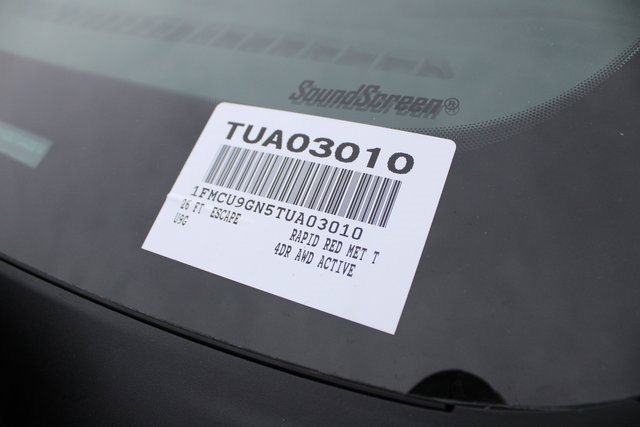 SoundScreen®
TUA03010
1FMCU9GN5TUA03010
26 FT ESCAPE RAPID RED MET T
U9G 4DR AWD ACTIVE